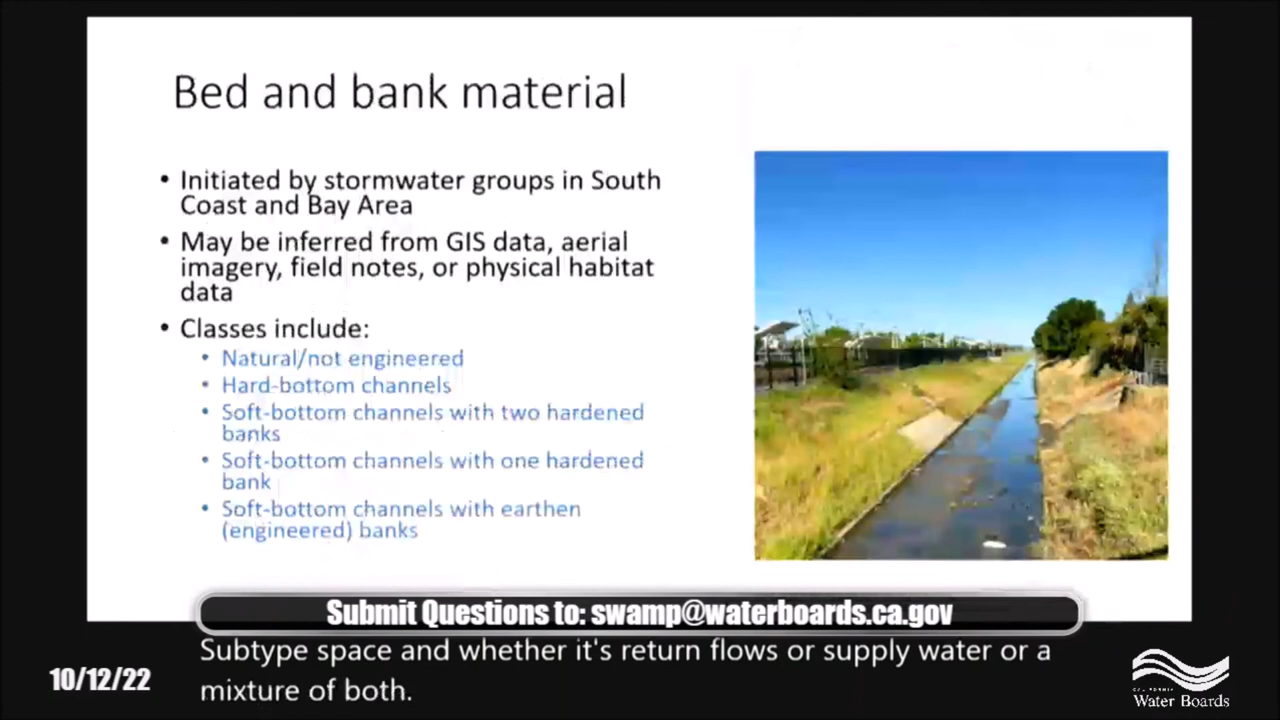 Bed and bank material
• Initiated by stormwater groups in South
Coast and Bay Area
• May be inferred from GIS data, aerial
imagery, field notes, or physical habitat
data
• Classes include:
• Natural/not engineered
• Hard-bottom channels
• Soft-bottom channels with two hardened
banks
• Soft-bottom channels with one hardened
bank
• Soft-bottom channels with earthen
(engineered) banks
Submit Questions to: swamp@waterboards.ca.gov
Subtype space and whether it's return flows or supply water or a
mixture of both.
10/12/22
CALIFORNIA
Water Boards